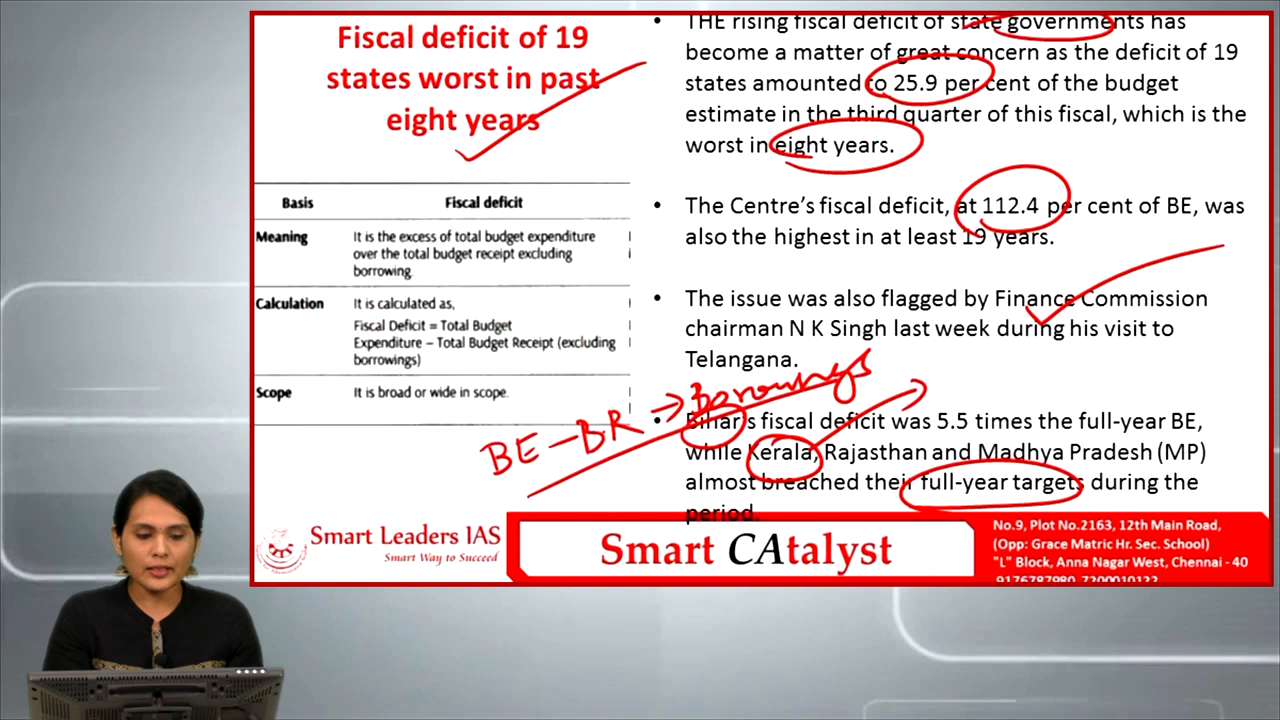 Fiscal deficit of 19
states worst in past
eight years
Basis Fiscal deficit
Meaning It is the excess of total budget expenditure
over the total budget receipt excluding
borrowing.
Calculation It is calculated as,
Fiscal Deficit = Total Budget
Expenditure – Total Budget Receipt (excluding
borrowings)
Scope It is broad or wide in scope.
• THE rising fiscal deficit of state governments has
become a matter of great concern as the deficit of 19
states amounted to 25.9 per cent of the budget
estimate in the third quarter of this fiscal, which is the
worst in eight years.
• The Centre’s fiscal deficit, at 112.4 per cent of BE, was
also the highest in at least 19 years.
• The issue was also flagged by Finance Commission
chairman N K Singh last week during his visit to
Telangana.
• Bihar’s fiscal deficit was 5.5 times the full-year BE,
while Kerala, Rajasthan and Madhya Pradesh (MP)
almost breached their full-year targets during the
period.
BE – BR → Borowings
Smart Leaders IAS
Smart Way to Succeed
Smart CAtalyst
No.9, Plot No.2163, 12th Main Road,
(Opp: Grace Matric Hr. Sec. School)
"L" Block, Anna Nagar West, Chennai - 40
9176787980, 7200010122